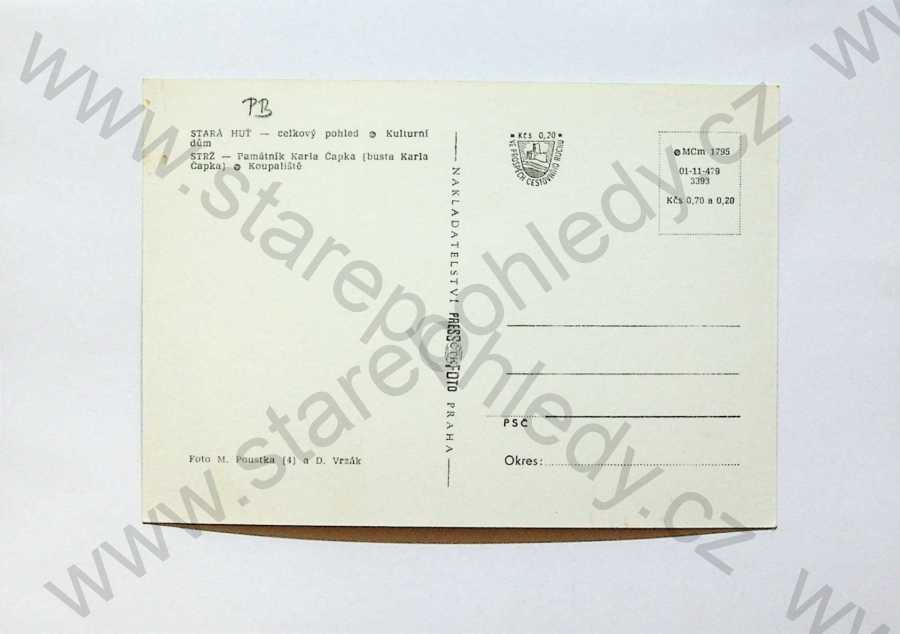 PB
STARÁ HUŤ — celkový pohled ● Kulturní
dům
STRŽ — Památník Karla Čapka (busta Karla
Čapka) ● Koupaliště
Foto M. Poustka (4) a D. Vrzák
NAKLADATELSTVÍ PRESSFOTO PRAHA
★ Kčs 0,20 ★
VE PROSPĚCH CESTOVNÍHO RUCHU
MCm 1795
01-11-479
3393
Kčs 0,70 a 0,20
PSČ
Okres:
www.starepohledy.cz
www.starepohledy.cz
www
www